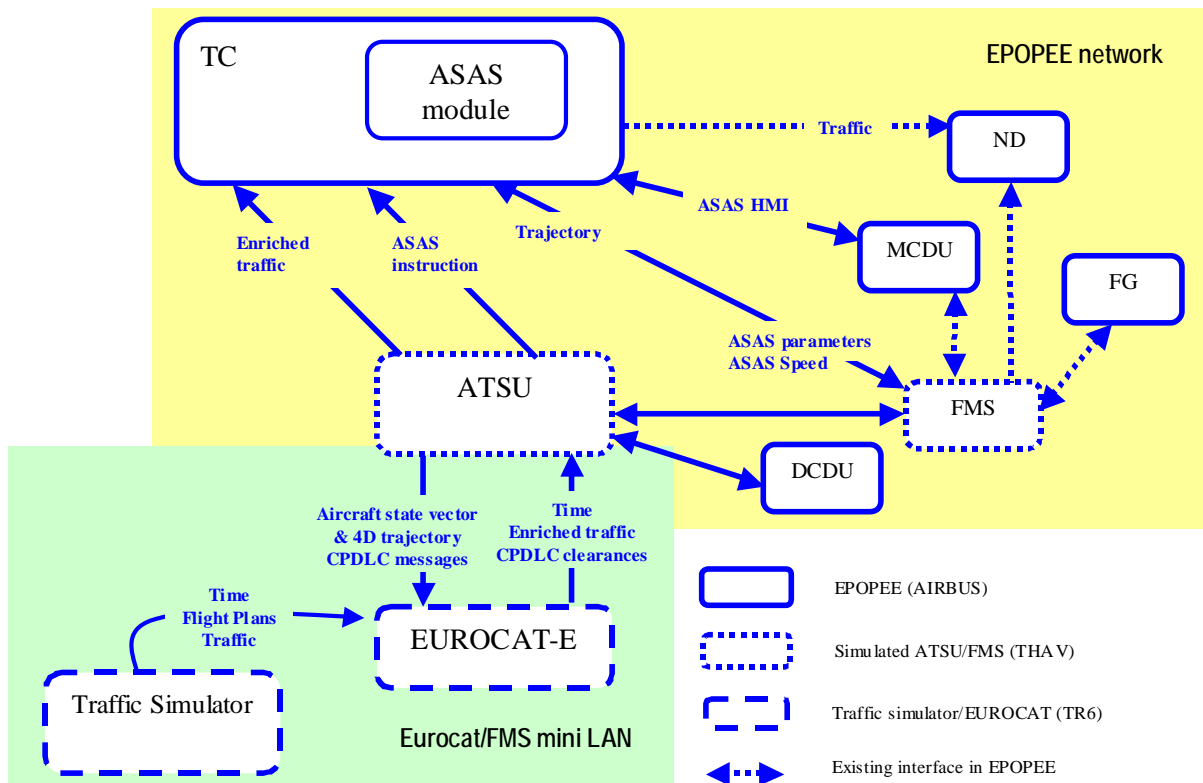 TC
ASAS
module
EPOPEE network
Traffic
ND
ASAS HMI
Enriched
traffic
ASAS
instruction
Trajectory
MCDU
FG
ASAS parameters
ASAS Speed
ATSU
FMS
DCDU
Aircraft state vector
& 4D trajectory
CPDLC messages
Time
Enriched traffic
CPDLC clearances
Time
Flight Plans
Traffic
EUROCAT-E
Traffic Simulator
Eurocat/FMS mini LAN
EPOPEE (AIRBUS)
Simulated ATSU/FMS (THAV)
Traffic simulator/EUROCAT (TR6)
Existing interface in EPOPEE